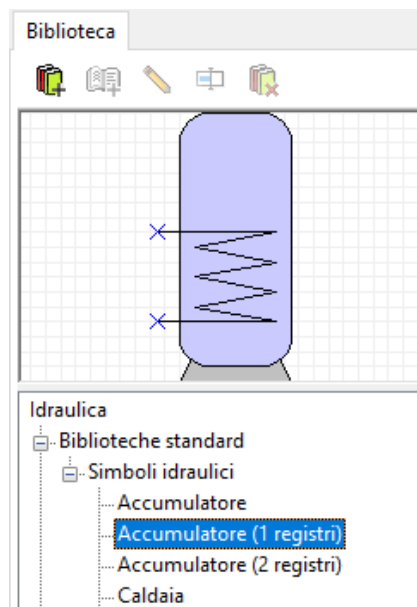 Biblioteca
Idraulica
Biblioteche standard
Simboli idraulici
Accumulatore
Accumulatore (1 registri)
Accumulatore (2 registri)
Caldaia